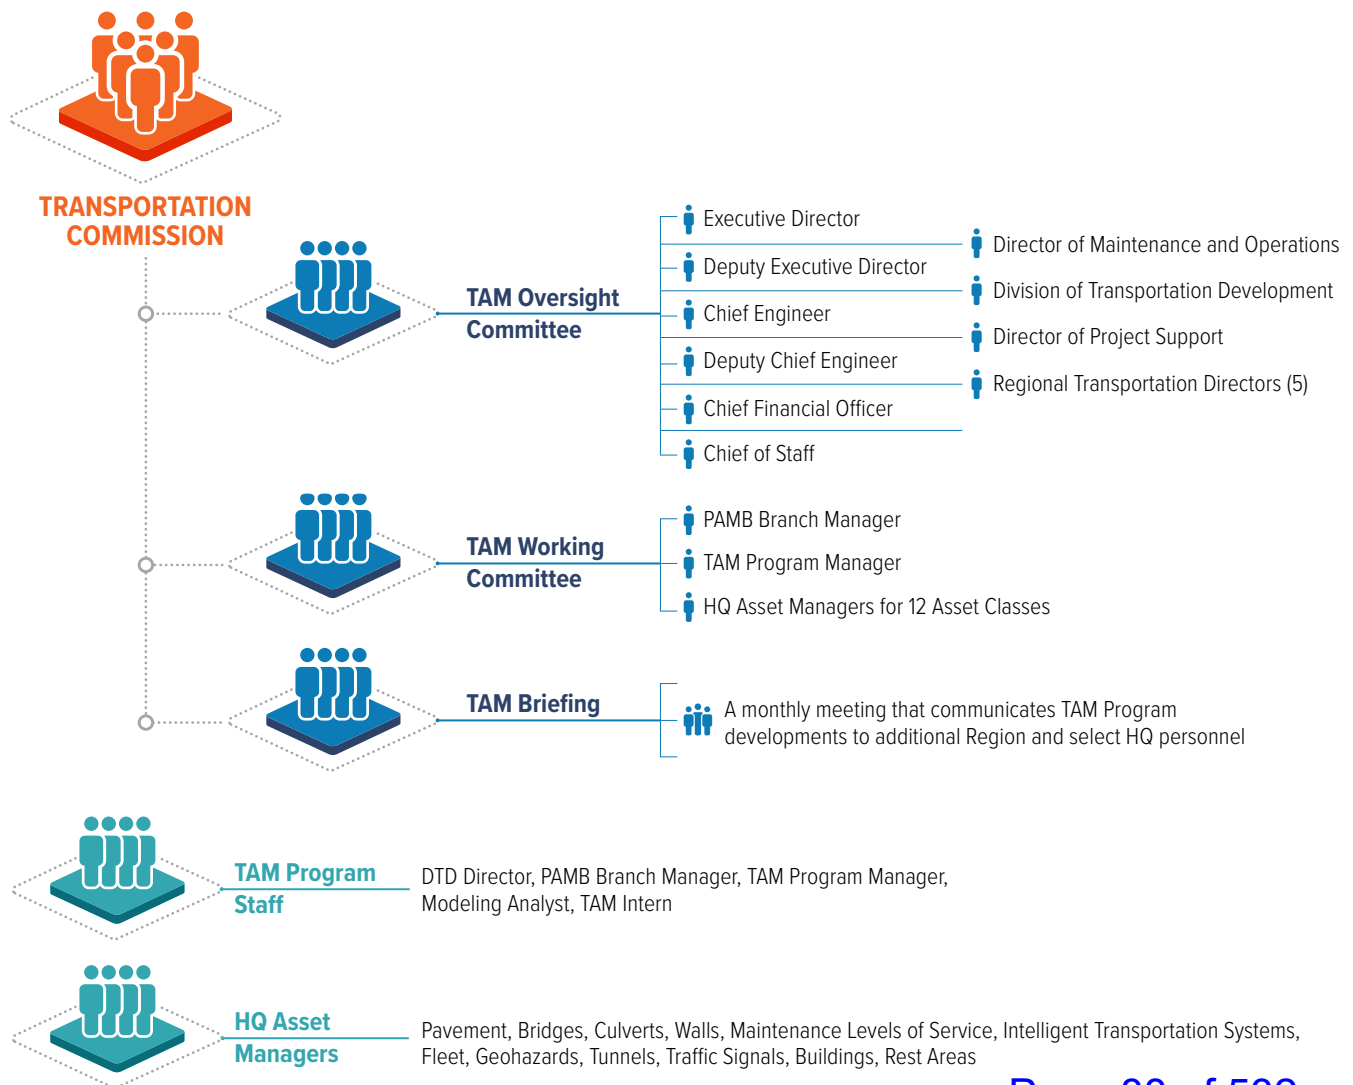 TRANSPORTATION
COMMISSION
TAM Oversight
Committee
Executive Director
Deputy Executive Director
Chief Engineer
Deputy Chief Engineer
Chief Financial Officer
Chief of Staff
Director of Maintenance and Operations
Division of Transportation Development
Director of Project Support
Regional Transportation Directors (5)
TAM Working
Committee
PAMB Branch Manager
TAM Program Manager
HQ Asset Managers for 12 Asset Classes
TAM Briefing
A monthly meeting that communicates TAM Program
developments to additional Region and select HQ personnel
TAM Program
Staff
DTD Director, PAMB Branch Manager, TAM Program Manager,
Modeling Analyst, TAM Intern
HQ Asset
Managers
Pavement, Bridges, Culverts, Walls, Maintenance Levels of Service, Intelligent Transportation Systems,
Fleet, Geohazards, Tunnels, Traffic Signals, Buildings, Rest Areas